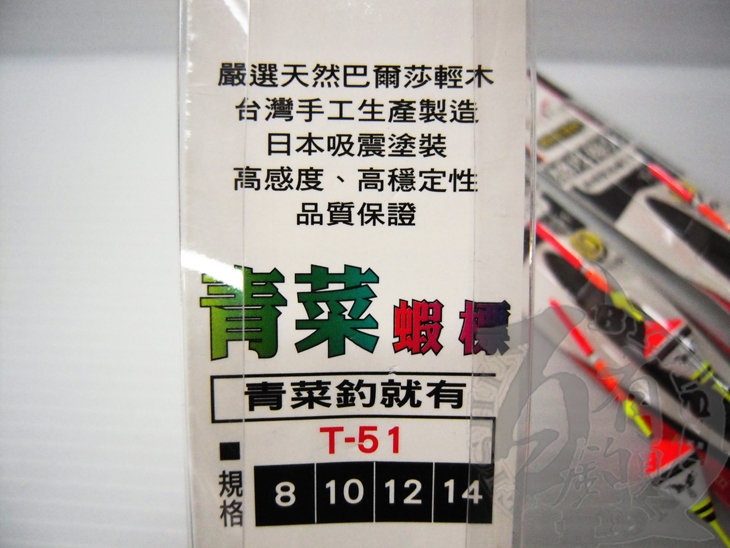 嚴選天然巴爾莎輕木
台灣手工生產製造
日本吸震塗裝
高感度、高穩定性
品質保證
青菜蝦標
青菜釣就有
T-51
■規格 8 10 12 14